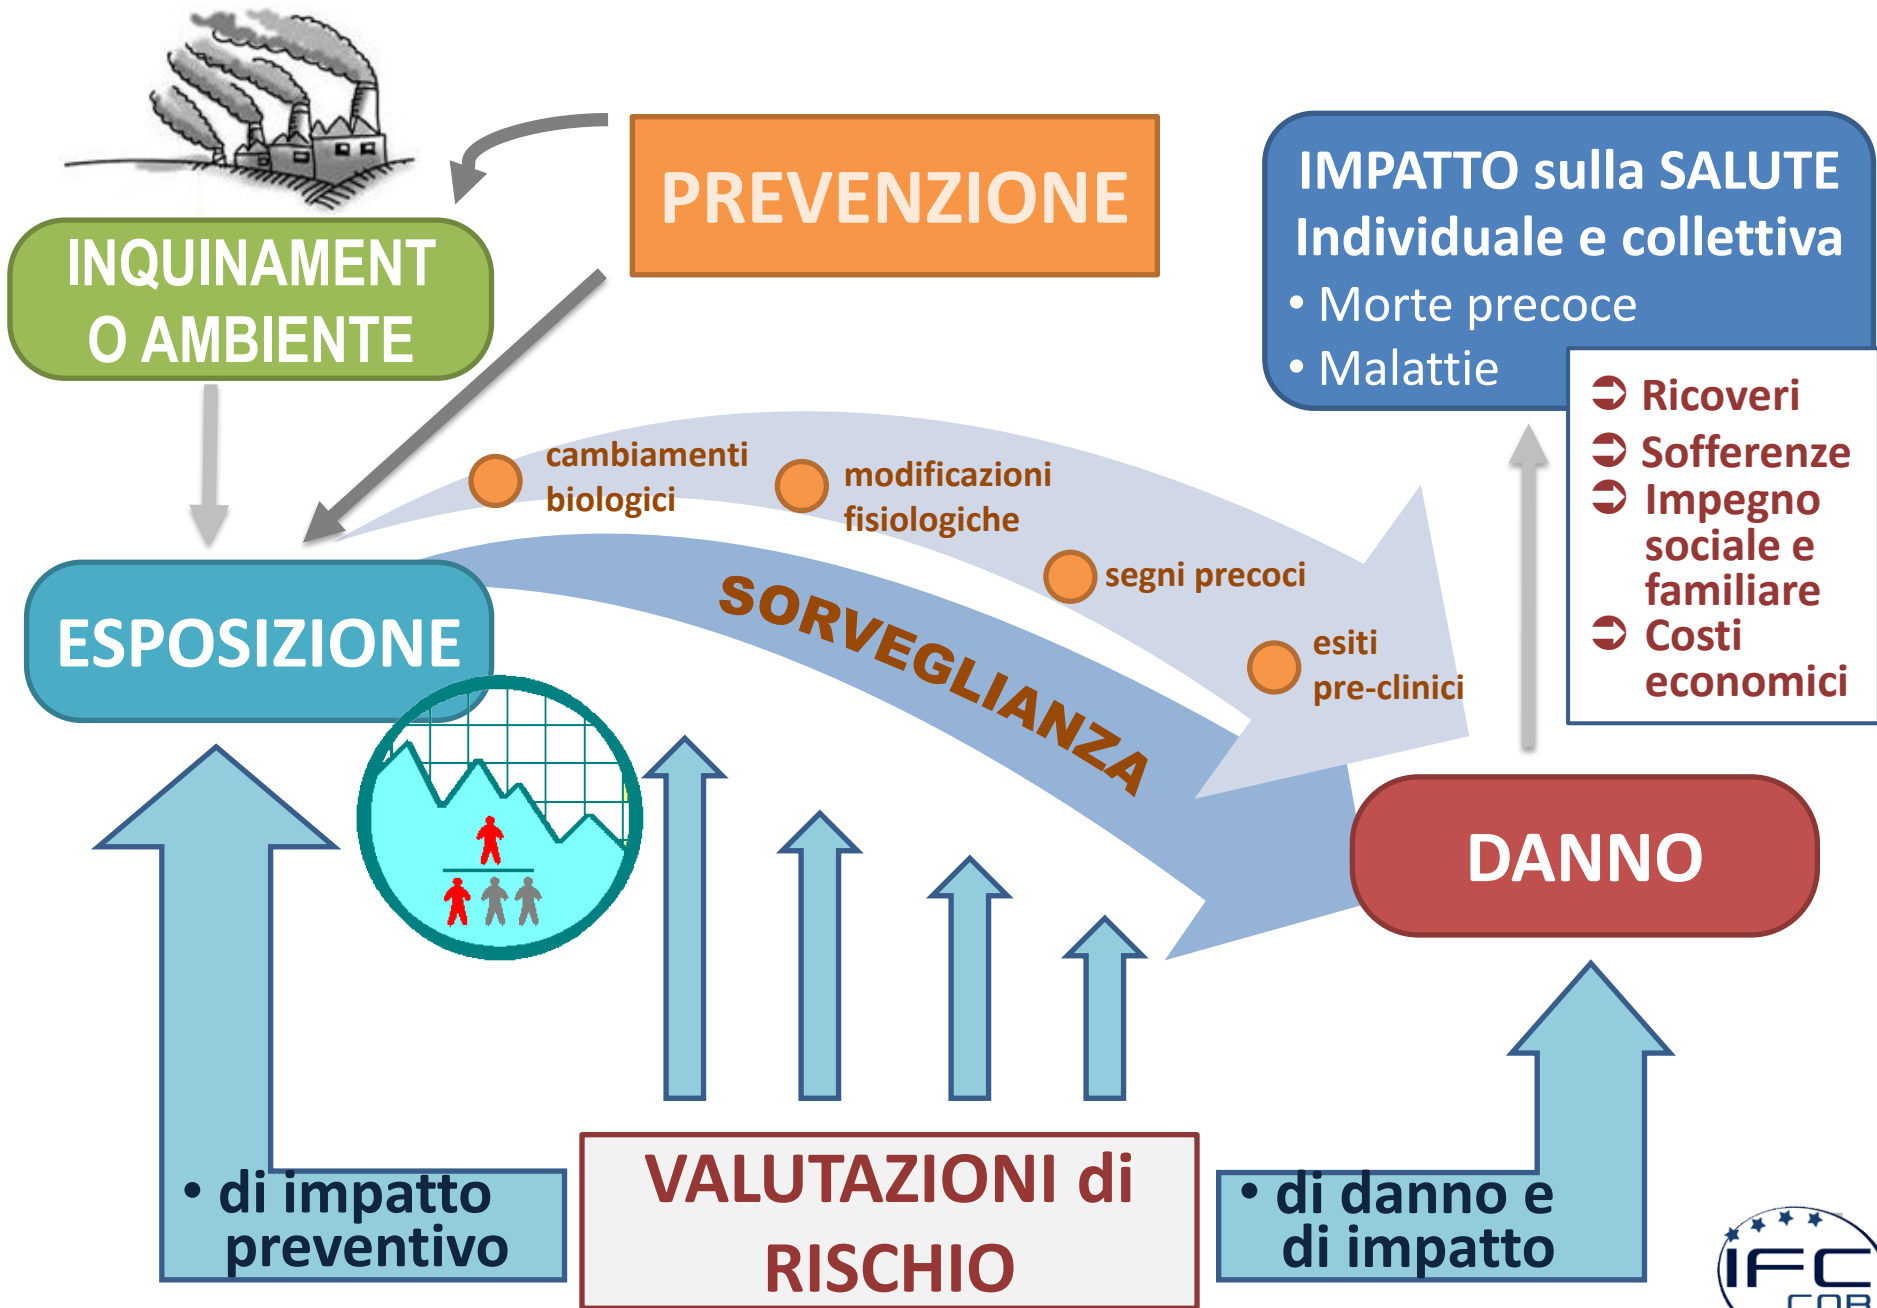 PREVENZIONE
IMPATTO sulla SALUTE
Individuale e collettiva
• Morte precoce
• Malattie
INQUINAMENT
O AMBIENTE
➲ Ricoveri
➲ Sofferenze
➲ Impegno
sociale e
familiare
➲ Costi
economici
cambiamenti
biologici
modificazioni
fisiologiche
segni precoci
esiti
pre-clinici
ESPOSIZIONE
SORVEGLIANZA
DANNO
• di impatto
preventivo
VALUTAZIONI di
RISCHIO
• di danno e
di impatto
IFC